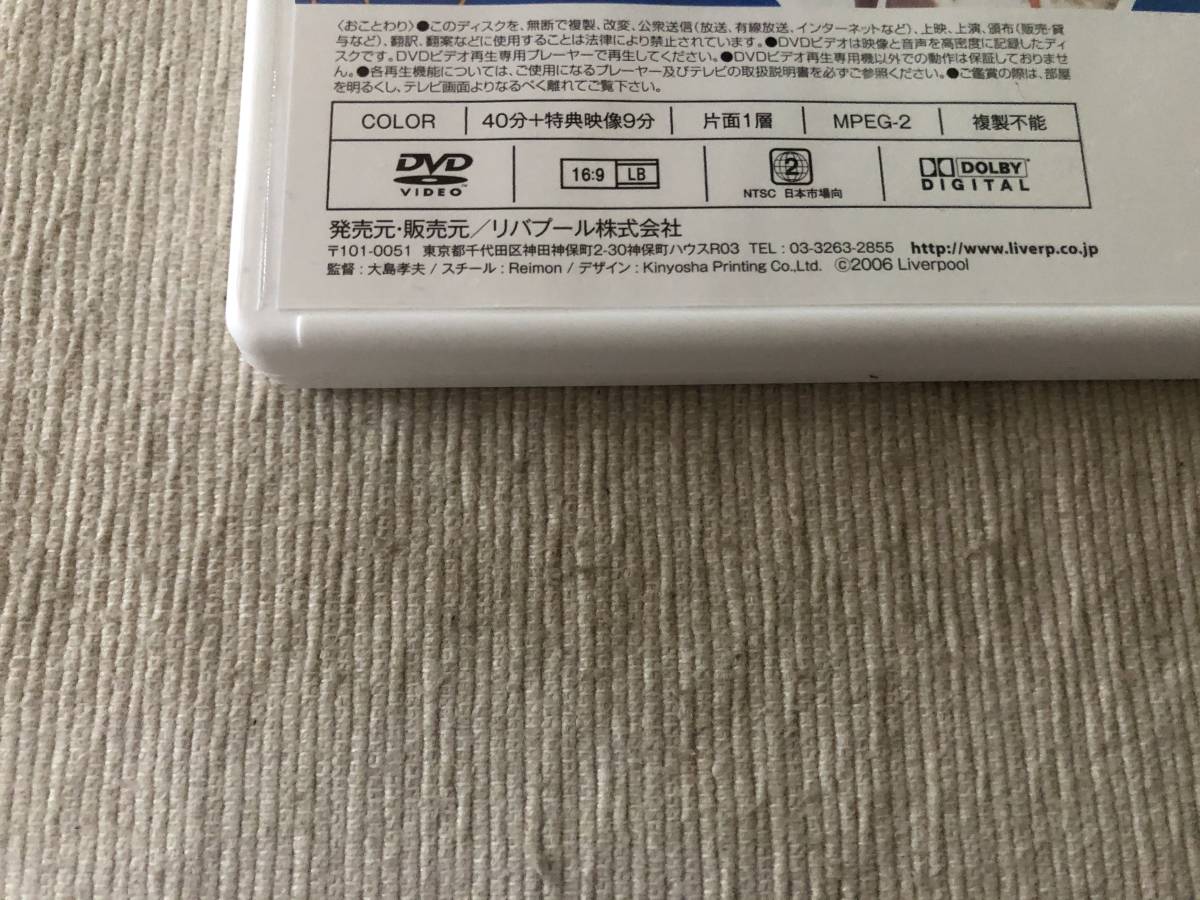 〈おことわり〉●このディスクを、無断で複製、改変、公衆送信(放送、有線放送、インターネットなど)、上映、上演、頒布(販売・貸
与など)、翻訳、翻案などに使用することは法律により禁止されています。●DVDビデオは映像と音声を高密度に記録したディ
スクです。DVDビデオ再生専用プレーヤーで再生してください。●DVDビデオ再生専用機以外での動作は保証しておりませ
ん。●各再生機能については、ご使用になるプレーヤー及びテレビの取扱説明書を必ずご参照ください。●ご鑑賞の際は、部屋
を明るくし、テレビ画面よりなるべく離れてご覧下さい。
COLOR 40分+特典映像9分 片面1層 MPEG-2 複製不能
DVD VIDEO 16:9 LB 2 NTSC 日本市場向 DOLBY DIGITAL
発売元・販売元／リバプール株式会社
〒101-0051 東京都千代田区神田神保町2-30神保町ハウスR03 TEL：03-3263-2855 http://www.liverp.co.jp
監督：大島孝夫 / スチール：Reimon / デザイン：Kinyosha Printing Co.,Ltd. ©2006 Liverpool